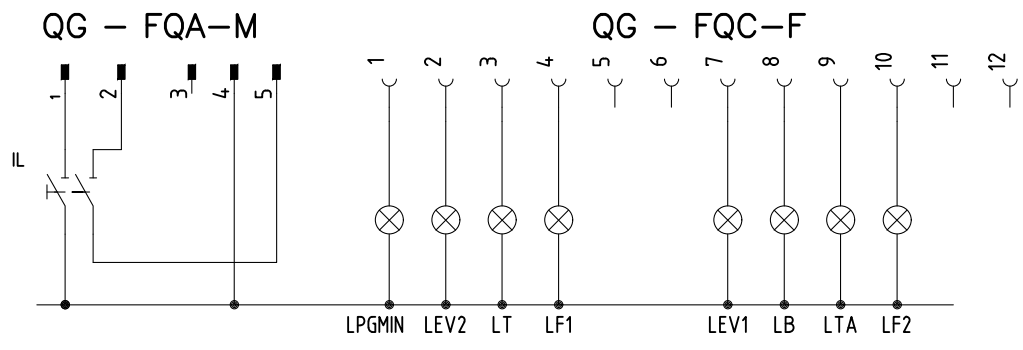 QG – FQA–M
QG – FQC–F
1 2 3 4 5
1 2 3 4 5 6 7 8 9 10 11 12
IL
LPGMIN LEV2 LT LF1 LEV1 LB LTA LF2